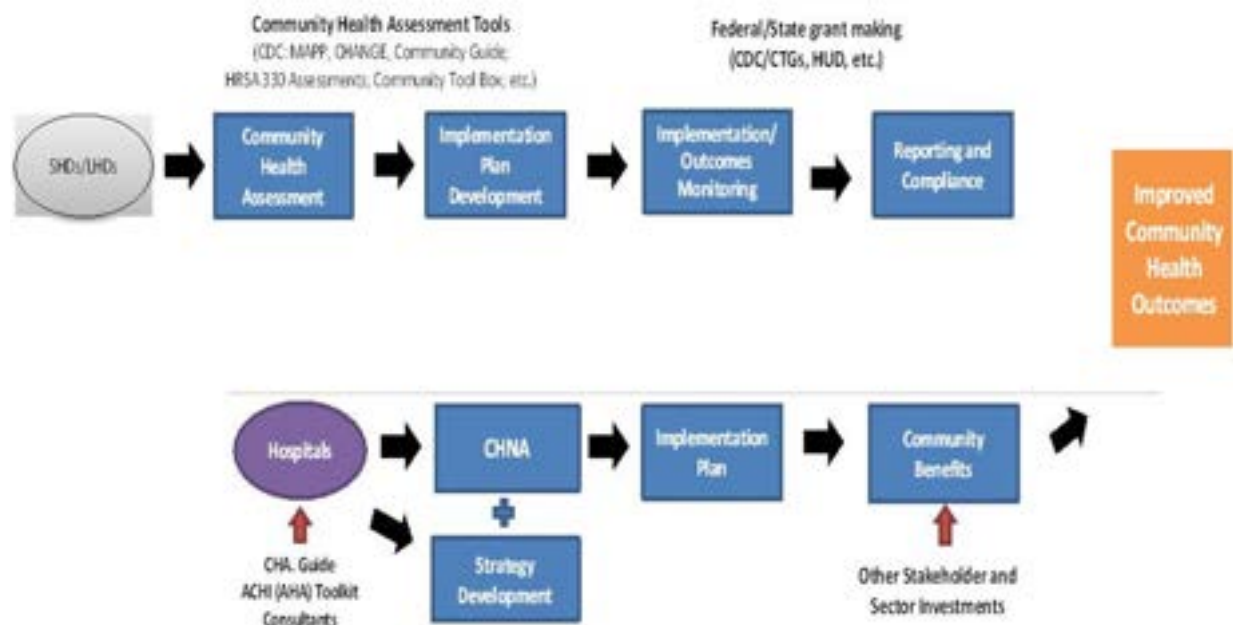 Community Health Assessment Tools
(CDC: MAPP, CHANGE, Community Guide;
HRSA 330 Assessments, Community Tool Box, etc.)
Federal/State grant making
(CDC/CTGs, HUD, etc.)
SHDs/LHDs
Community
Health
Assessment
Implementation
Plan
Development
Implementation/
Outcomes
Monitoring
Reporting and
Compliance
Improved
Community
Health
Outcomes
Hospitals
CHNA
Implementation
Plan
Community
Benefits
Strategy
Development
CHA. Guide
ACHI (AHA) Toolkit
Consultants
Other Stakeholder and
Sector Investments